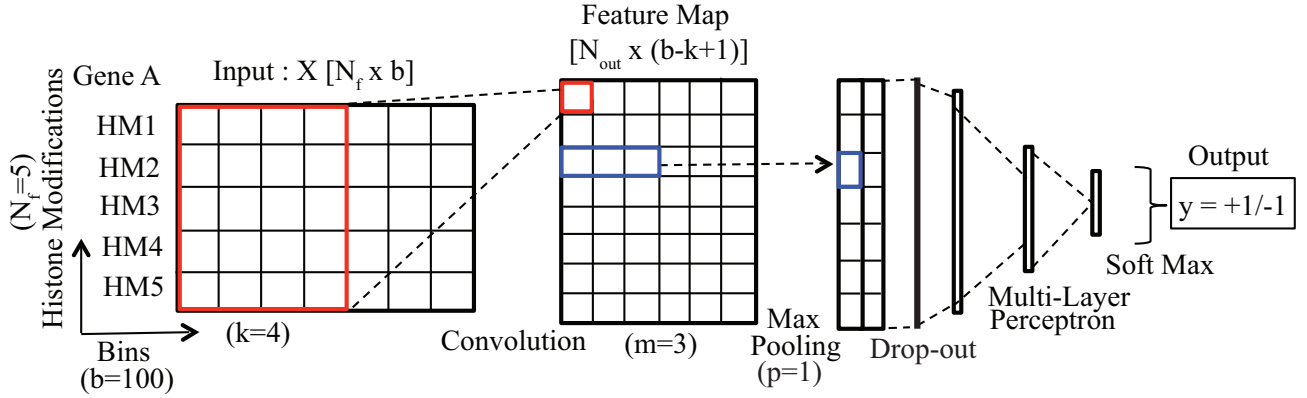 Feature Map
[N_out x (b-k+1)]
Gene A
Input : X [N_f x b]
Histone Modifications
(N_f=5)
HM1
HM2
HM3
HM4
HM5
Bins
(b=100)
(k=4)
Convolution
(m=3)
Max
Pooling
(p=1)
Drop-out
Multi-Layer
Perceptron
Soft Max
Output
y = +1/-1